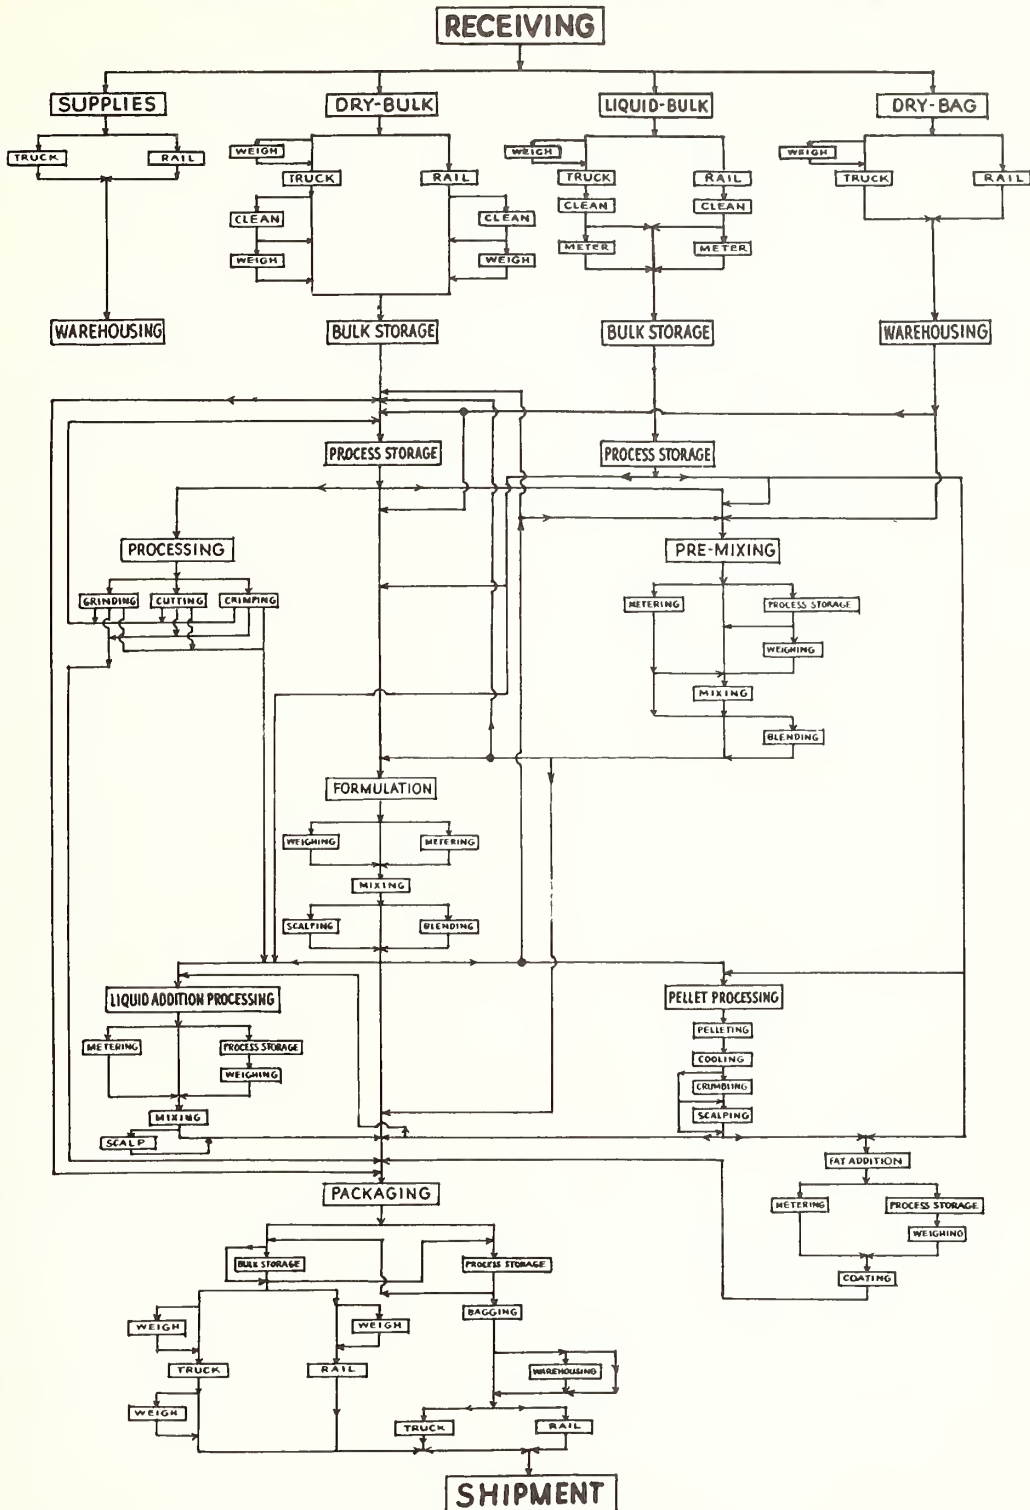 RECEIVING
SUPPLIES
DRY-BULK
LIQUID-BULK
DRY-BAG
WEIGH
WEIGH
WEIGH
TRUCK
RAIL
TRUCK
RAIL
TRUCK
RAIL
TRUCK
RAIL
CLEAN
CLEAN
CLEAN
CLEAN
WEIGH
WEIGH
METER
METER
WAREHOUSING
BULK STORAGE
BULK STORAGE
WAREHOUSING
PROCESS STORAGE
PROCESS STORAGE
PROCESSING
PRE-MIXING
GRINDING
CUTTING
CRIMPING
METERING
PROCESS STORAGE
WEIGHING
MIXING
BLENDING
FORMULATION
WEIGHING
METERING
MIXING
SCALPING
BLENDING
LIQUID ADDITION PROCESSING
PELLET PROCESSING
PELLETING
METERING
PROCESS STORAGE
COOLING
WEIGHING
CRUMBLING
MIXING
SCALPING
SCALP
FAT ADDITION
PACKAGING
METERING
PROCESS STORAGE
WEIGHING
BULK STORAGE
PROCESS STORAGE
COATING
BAGGING
WEIGH
WEIGH
TRUCK
RAIL
WAREHOUSING
WEIGH
TRUCK
RAIL
SHIPMENT